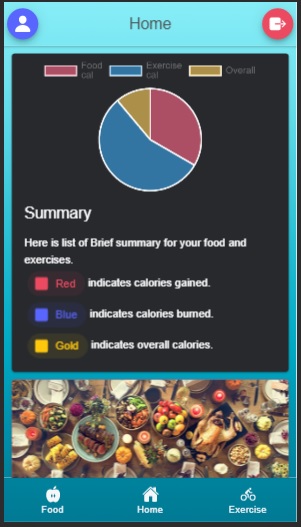 Home
Food cal
Exercise cal
Overall
Summary
Here is list of Brief summary for your food and
exercises.
Red indicates calories gained.
Blue indicates calories burned.
Gold indicates overall calories.
Food
Home
Exercise